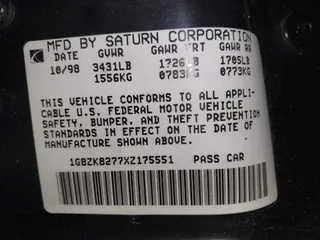 MFD BY SATURN CORPORATION
DATE GVWR GAWR FRT GAWR RR
10/98 3431LB 1726LB 1705LB
1556KG 0783KG 0773KG
THIS VEHICLE CONFORMS TO ALL APPLI-
CABLE U.S. FEDERAL MOTOR VEHICLE
SAFETY, BUMPER, AND THEFT PREVENTION
STANDARDS IN EFFECT ON THE DATE OF
MANUFACTURE SHOWN ABOVE.
1G8ZK8277XZ175551 PASS CAR